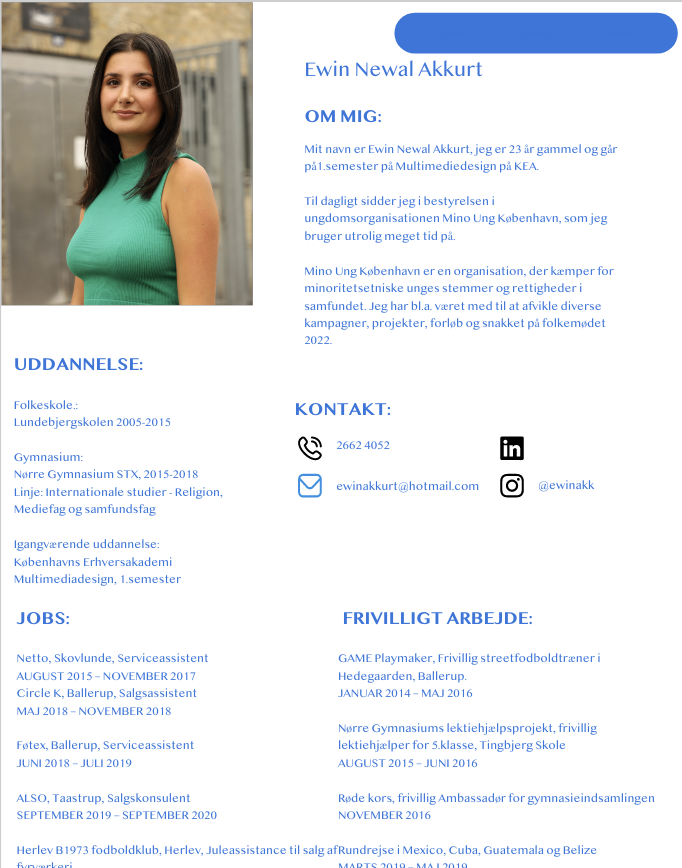 Ewin Newal Akkurt
OM MIG:
Mit navn er Ewin Newal Akkurt, jeg er 23 år gammel og går
på1.semester på Multimediedesign på KEA.
Til dagligt sidder jeg i bestyrelsen i
ungdomsorganisationen Mino Ung København, som jeg
bruger utrolig meget tid på.
Mino Ung København er en organisation, der kæmper for
minoritetsetniske unges stemmer og rettigheder i
samfundet. Jeg har bl.a. været med til at afvikle diverse
kampagner, projekter, forløb og snakket på folkemødet
2022.
UDDANNELSE:
Folkeskole.:
Lundebjergskolen 2005-2015
Gymnasium:
Nørre Gymnasium STX, 2015-2018
Linje: Internationale studier - Religion,
Mediefag og samfundsfag
Igangværende uddannelse:
Københavns Erhversakademi
Multimediadesign, 1.semester
KONTAKT:
2662 4052
in
ewinakkurt@hotmail.com
@ewinakk
JOBS:
Netto, Skovlunde, Serviceassistent
AUGUST 2015 – NOVEMBER 2017
Circle K, Ballerup, Salgsassistent
MAJ 2018 – NOVEMBER 2018
Føtex, Ballerup, Serviceassistent
JUNI 2018 – JULI 2019
ALSO, Taastrup, Salgskonsulent
SEPTEMBER 2019 – SEPTEMBER 2020
Herlev B1973 fodboldklub, Herlev, Juleassistance til salg af
fyrværkeri
FRIVILLIGT ARBEJDE:
GAME Playmaker, Frivillig streetfodboldtræner i
Hedegaarden, Ballerup.
JANUAR 2014 – MAJ 2016
Nørre Gymnasiums lektiehjælpsprojekt, frivillig
lektiehjælper for 5.klasse, Tingbjerg Skole
AUGUST 2015 – JUNI 2016
Røde kors, frivillig Ambassadør for gymnasieindsamlingen
NOVEMBER 2016
Rundrejse i Mexico, Cuba, Guatemala og Belize
MARTS 2019 – MAJ 2019